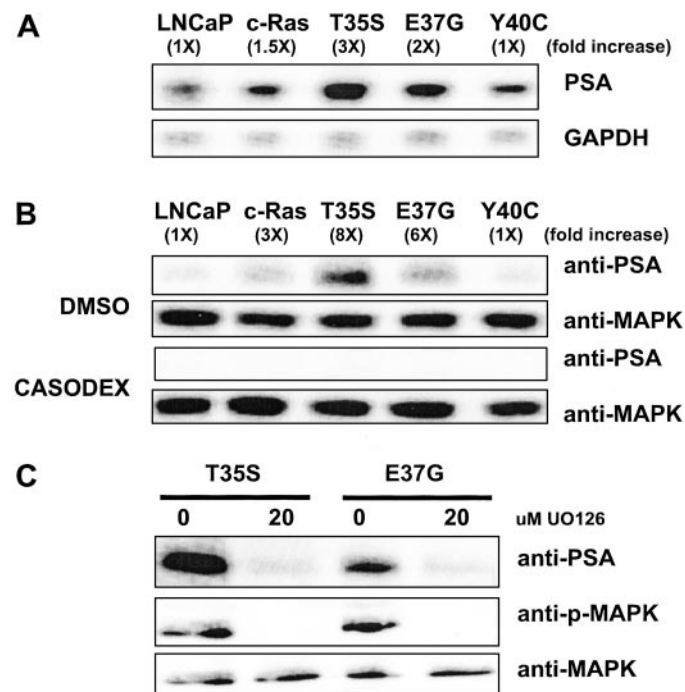 A
LNCaP c-Ras T35S E37G Y40C
(1X) (1.5X) (3X) (2X) (1X) (fold increase)
PSA
GAPDH
B
LNCaP c-Ras T35S E37G Y40C
(1X) (3X) (8X) (6X) (1X) (fold increase)
anti-PSA
DMSO
anti-MAPK
anti-PSA
CASODEX
anti-MAPK
C
T35S E37G
0 20 0 20 uM UO126
anti-PSA
anti-p-MAPK
anti-MAPK